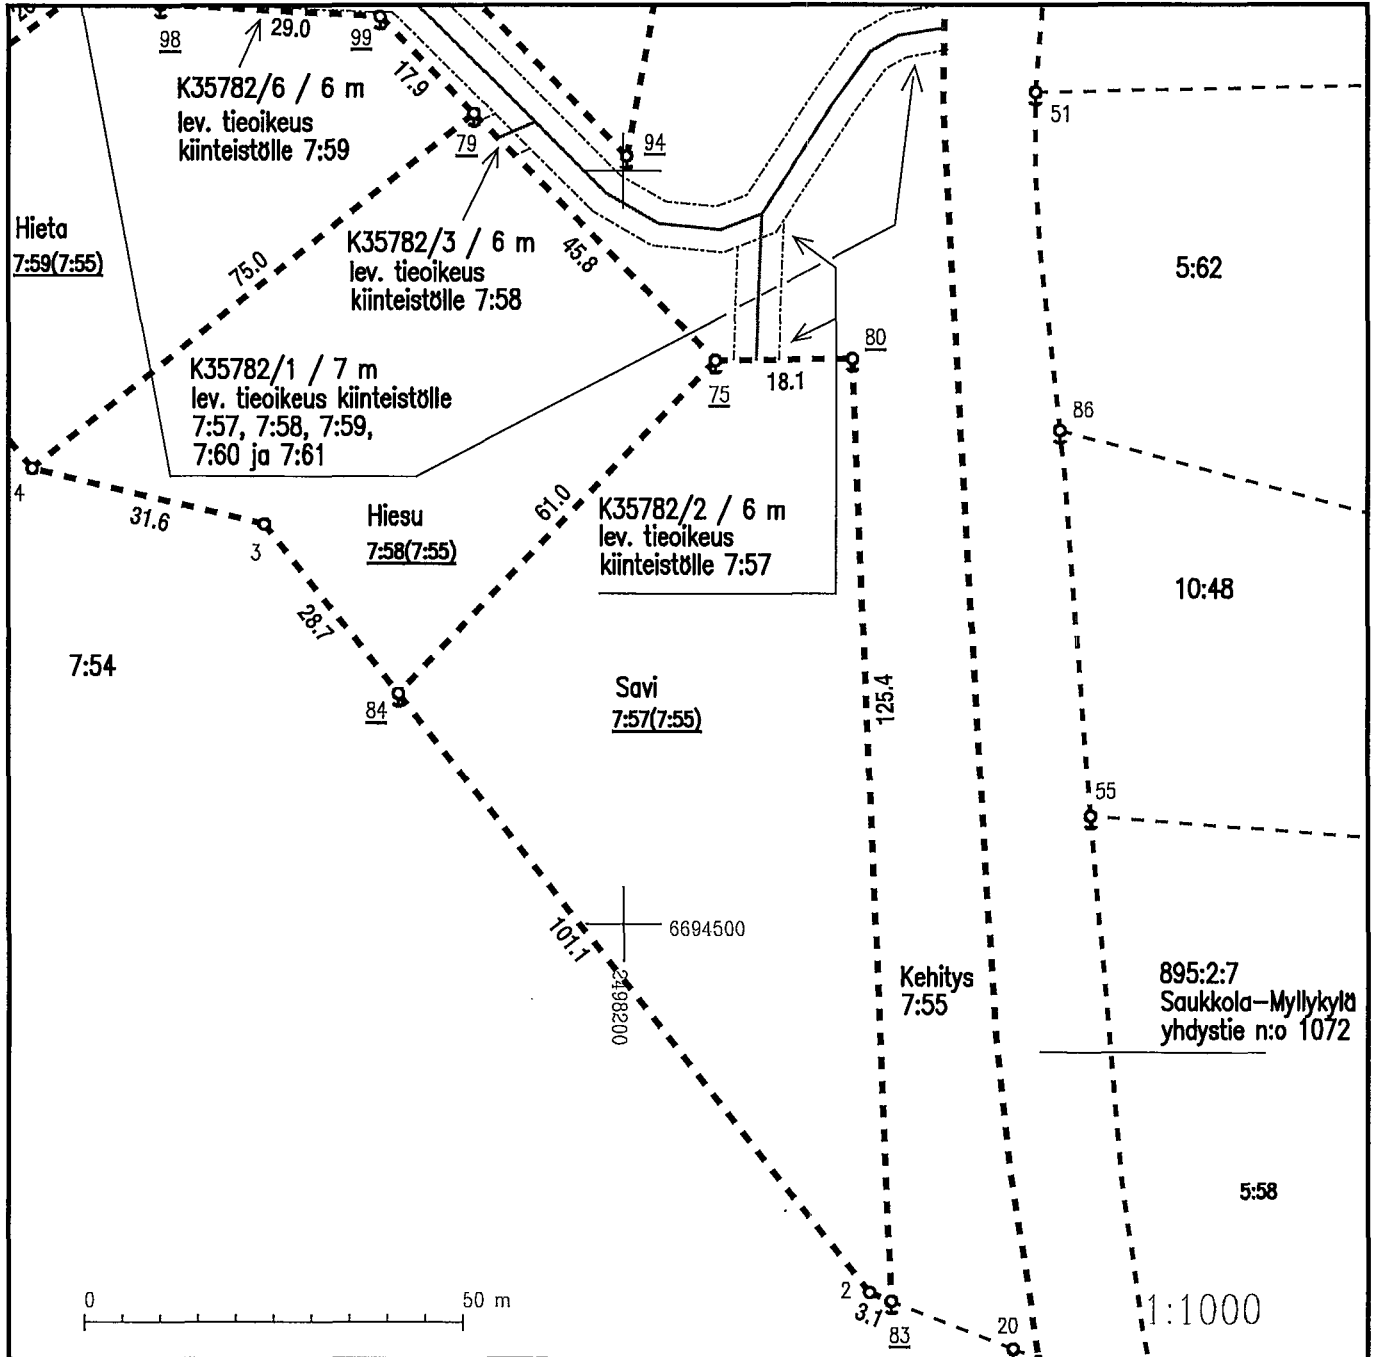 98
29.0
99
17.9
K35782/6 / 6 m
lev. tieoikeus
kiinteistölle 7:59
79
94
51
Hieta
7:59(7:55)
75.0
K35782/3 / 6 m
lev. tieoikeus
kiinteistölle 7:58
45.8
5:62
K35782/1 / 7 m
lev. tieoikeus kiinteistölle
7:57, 7:58, 7:59,
7:60 ja 7:61
75
18.1
80
86
4
31.6
3
Hiesu
7:58(7:55)
61.0
K35782/2 / 6 m
lev. tieoikeus
kiinteistölle 7:57
10:48
28.7
7:54
84
Savi
7:57(7:55)
125.4
55
101.1
6694500
2498200
Kehitys
7:55
895:2:7
Saukkola-Myllykylä
yhdystie n:o 1072
5:58
0
50 m
2
3.1
83
20
1:1000